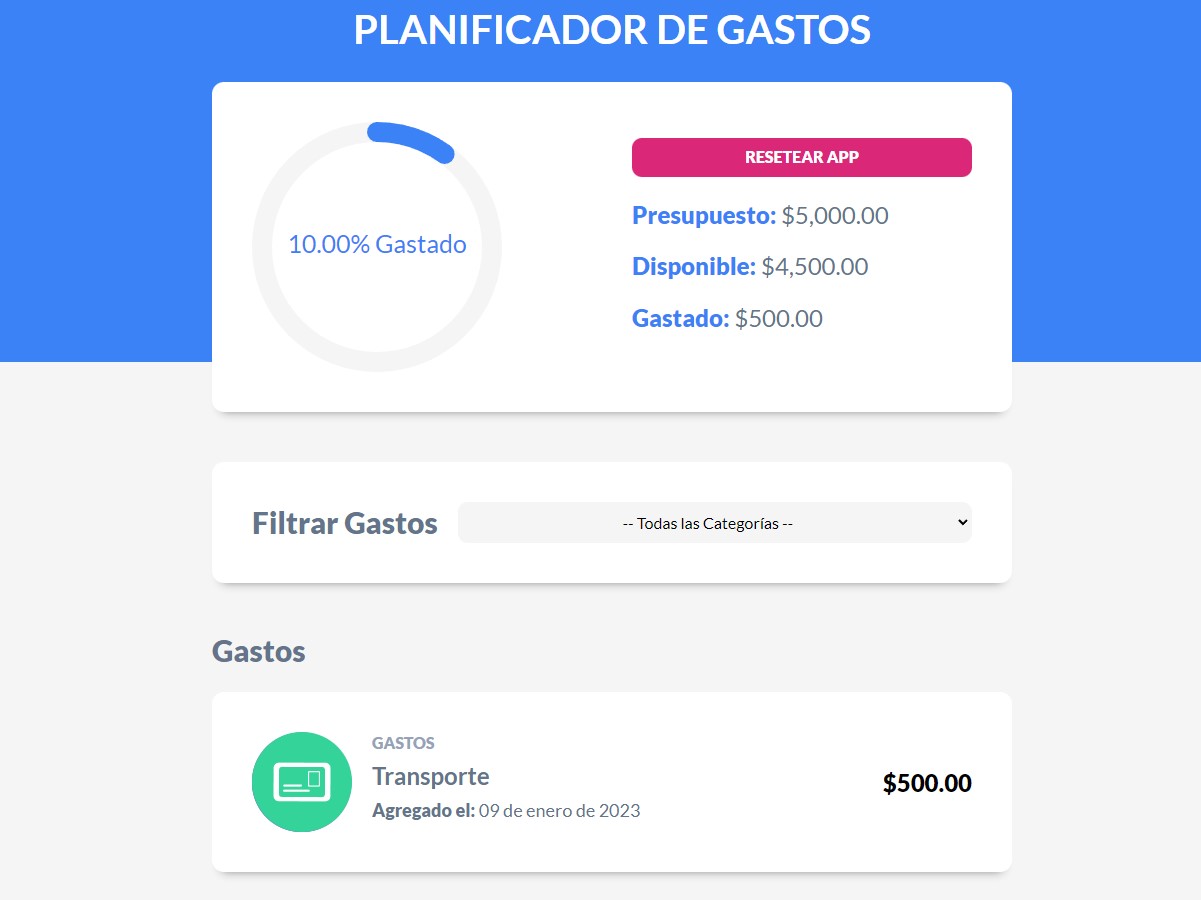 PLANIFICADOR DE GASTOS
10.00% Gastado
RESETEAR APP
Presupuesto: $5,000.00
Disponible: $4,500.00
Gastado: $500.00
Filtrar Gastos
-- Todas las Categorías --
Gastos
GASTOS
Transporte
Agregado el: 09 de enero de 2023
$500.00